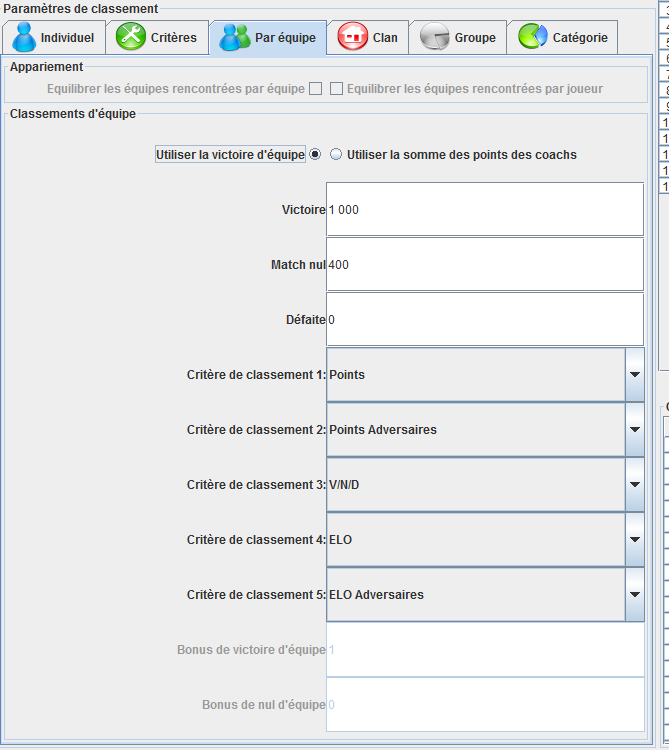 Paramètres de classement
Individuel Critères Par équipe Clan Groupe Catégorie
Appariement
Equilibrer les équipes rencontrées par équipe Equilibrer les équipes rencontrées par joueur
Classements d'équipe
Utiliser la victoire d'équipe Utiliser la somme des points des coachs
Victoire 1 000
Match nul 400
Défaite 0
Critère de classement 1: Points
Critère de classement 2: Points Adversaires
Critère de classement 3: V/N/D
Critère de classement 4: ELO
Critère de classement 5: ELO Adversaires
Bonus de victoire d'équipe 1
Bonus de nul d'équipe 0